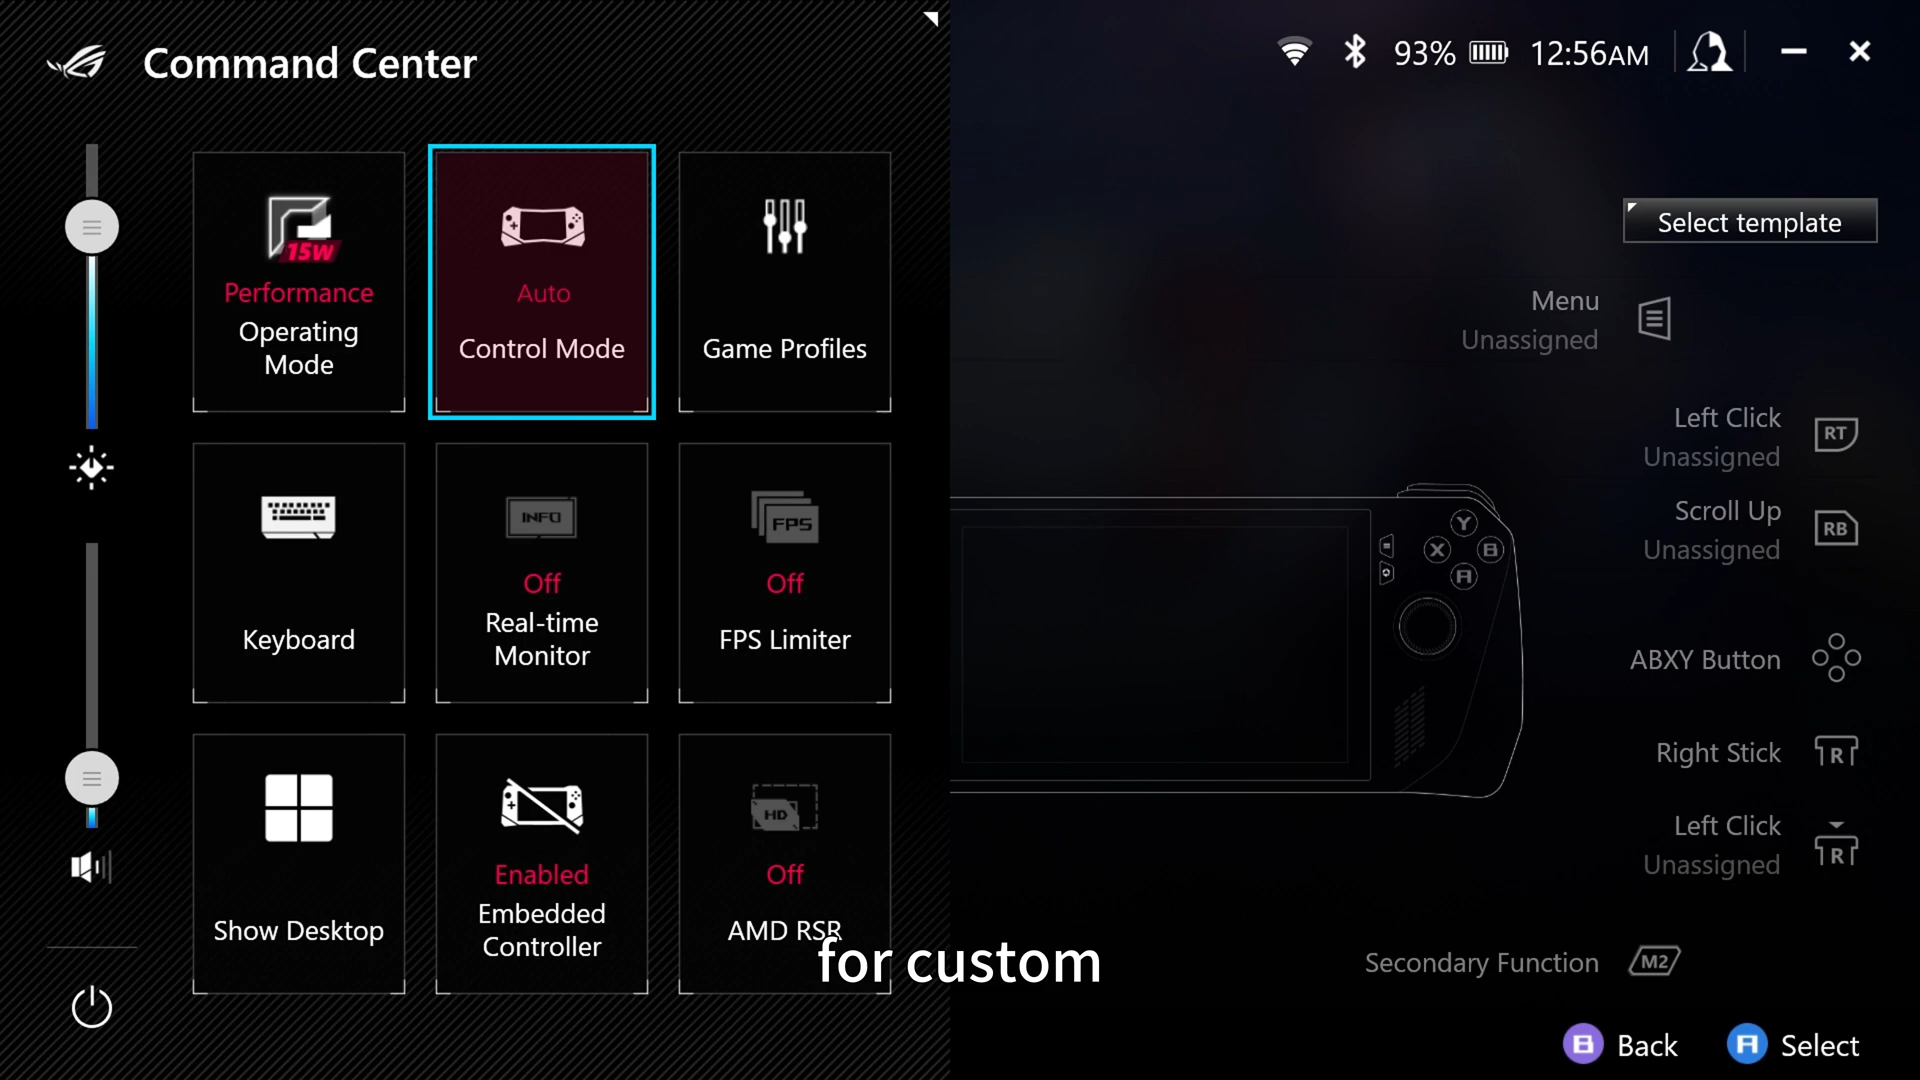 Command Center
93%
12:56AM
15W
Performance
Operating
Mode
Auto
Control Mode
Game Profiles
Keyboard
INFO
Off
Real-time
Monitor
FPS
Off
FPS Limiter
Show Desktop
Enabled
Embedded
Controller
HD
Off
AMD RSR
Select template
Menu
Unassigned
Left Click
Unassigned
RT
Scroll Up
Unassigned
RB
Y
X
B
A
ABXY Button
Right Stick
R
Left Click
Unassigned
R
Secondary Function
M2
for custom
B
Back
A
Select